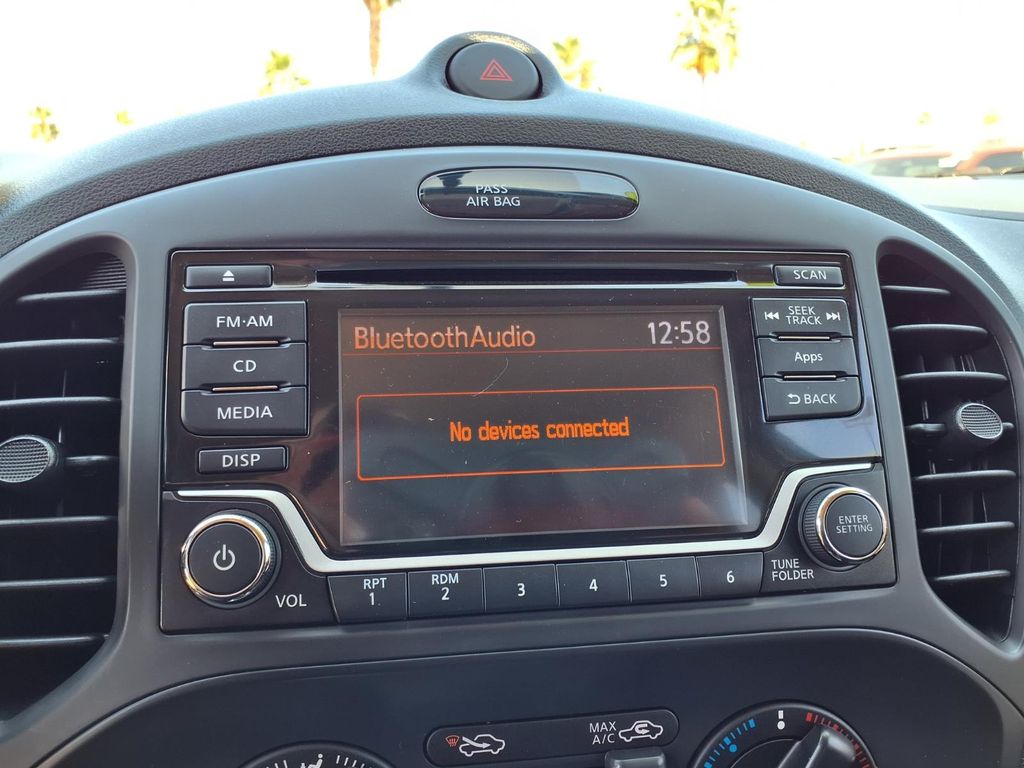 PASS
AIR BAG
SCAN
FM·AM
CD
MEDIA
DISP
BluetoothAudio 12:58
No devices connected
SEEK
TRACK
Apps
BACK
ENTER
SETTING
TUNE
FOLDER
VOL
RPT
1
RDM
2
3
4
5
6
MAX
A/C